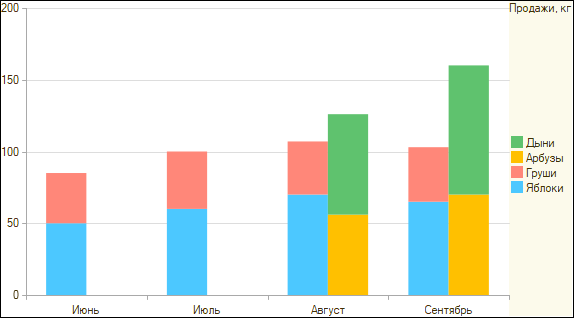 Продажи, кг
200
150
100
50
0
Июнь
Июль
Август
Сентябрь
Дыни
Арбузы
Груши
Яблоки